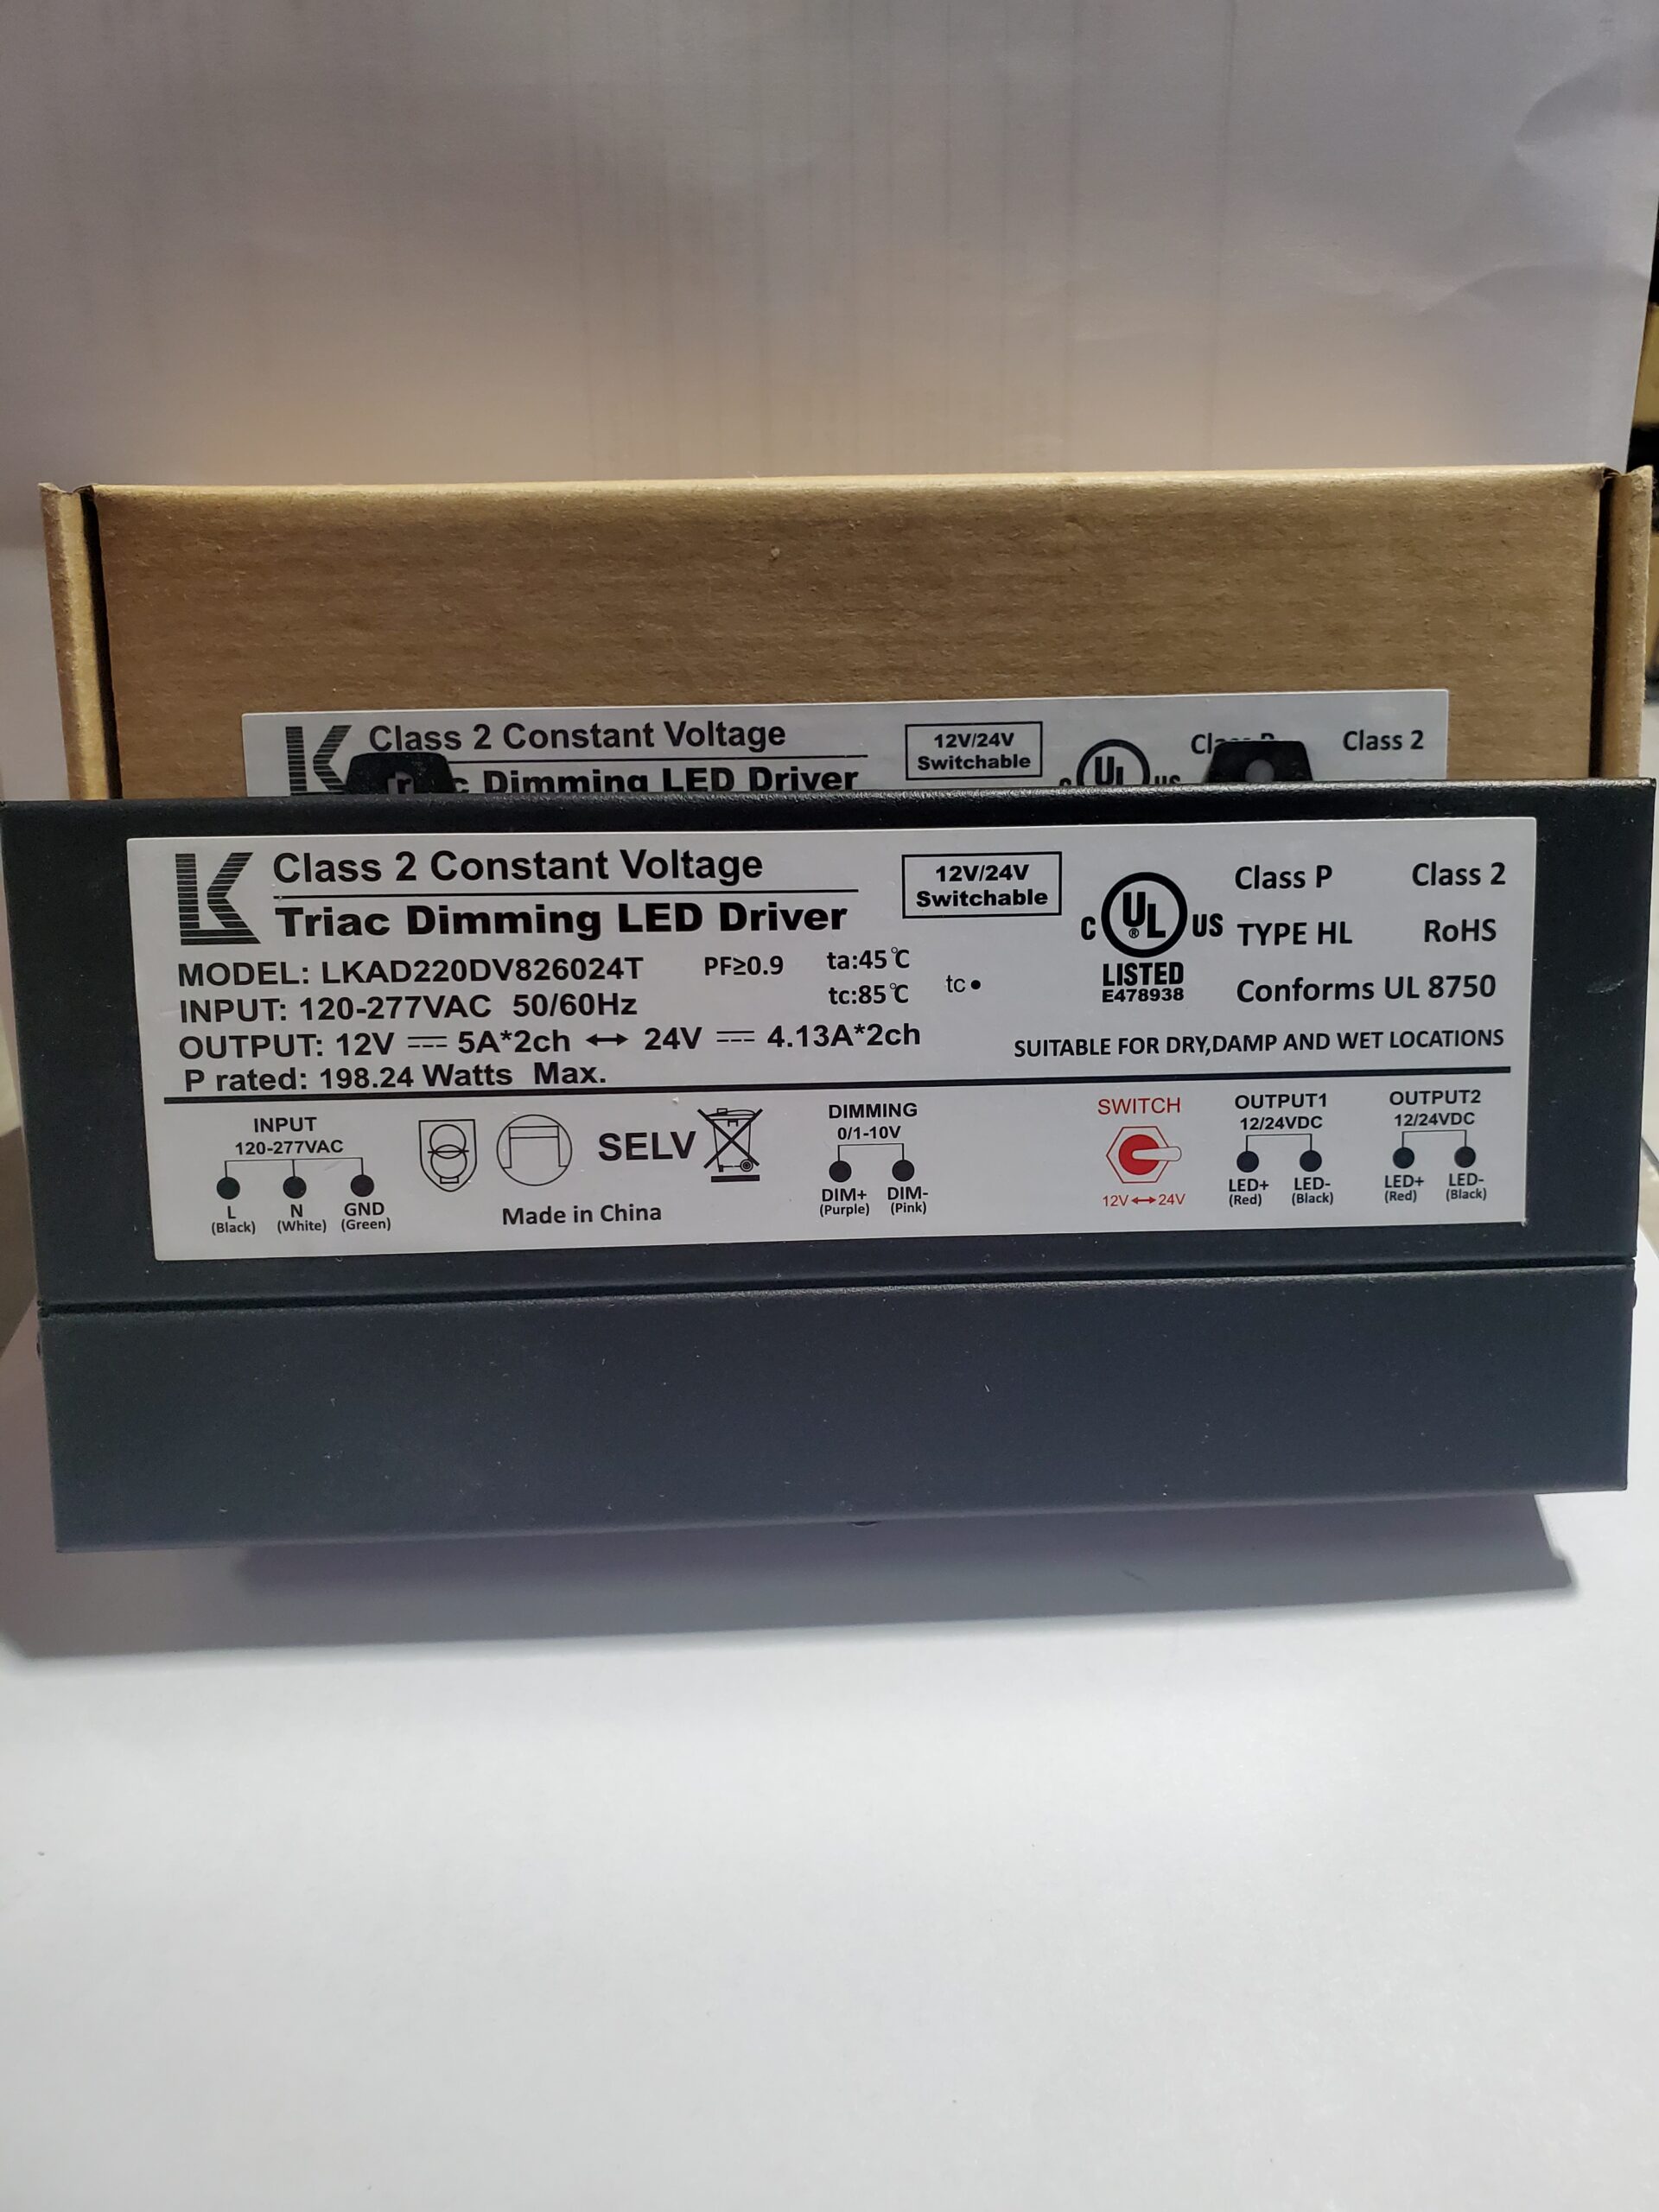 Class 2 Constant Voltage
Dimming LED Driver
12V/24V
Switchable
UL
Class 2
LK
Class 2 Constant Voltage
Triac Dimming LED Driver
12V/24V
Switchable
C UL US
®
LISTED
E478938
Class P Class 2
TYPE HL RoHS
Conforms UL 8750
MODEL: LKAD220DV826024T PF≥0.9 ta:45℃
INPUT: 120-277VAC 50/60Hz tc:85℃ tc●
OUTPUT: 12V ⎓ 5A*2ch ↔ 24V ⎓ 4.13A*2ch
P rated: 198.24 Watts Max.
SUITABLE FOR DRY,DAMP AND WET LOCATIONS
INPUT
120-277VAC
L N GND
(Black) (White) (Green)
SELV
Made in China
DIMMING
0/1-10V
DIM+ DIM-
(Purple) (Pink)
SWITCH
12V↔24V
OUTPUT1
12/24VDC
LED+ LED-
(Red) (Black)
OUTPUT2
12/24VDC
LED+ LED-
(Red) (Black)